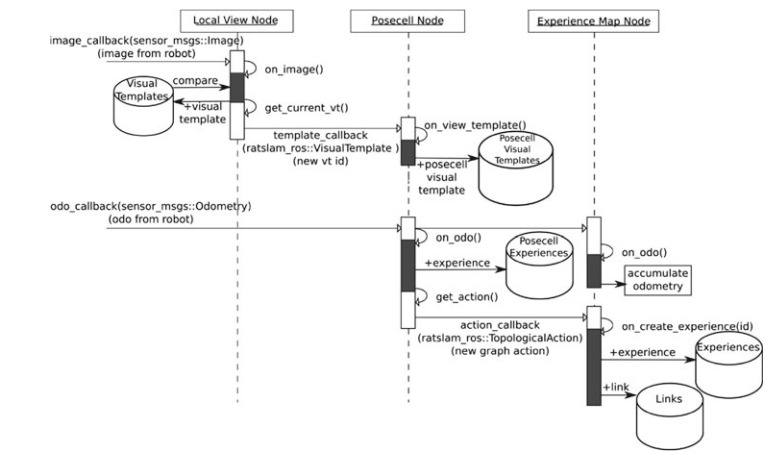 Local View Node
Posecell Node
Experience Map Node
image_callback(sensor_msgs::Image)
(image from robot)
on_image()
Visual
Templates
compare
+visual
template
get_current_vt()
template_callback
(ratslam_ros::VisualTemplate )
(new vt id)
on_view_template()
Posecell
Visual
Templates
+posecell
visual
template
odo_callback(sensor_msgs::Odometry)
(odo from robot)
on_odo()
Posecell
Experiences
+experience
on_odo()
accumulate
odometry
get_action()
action_callback
(ratslam_ros::TopologicalAction)
(new graph action)
on_create_experience(id)
+experience
Experiences
+link
Links